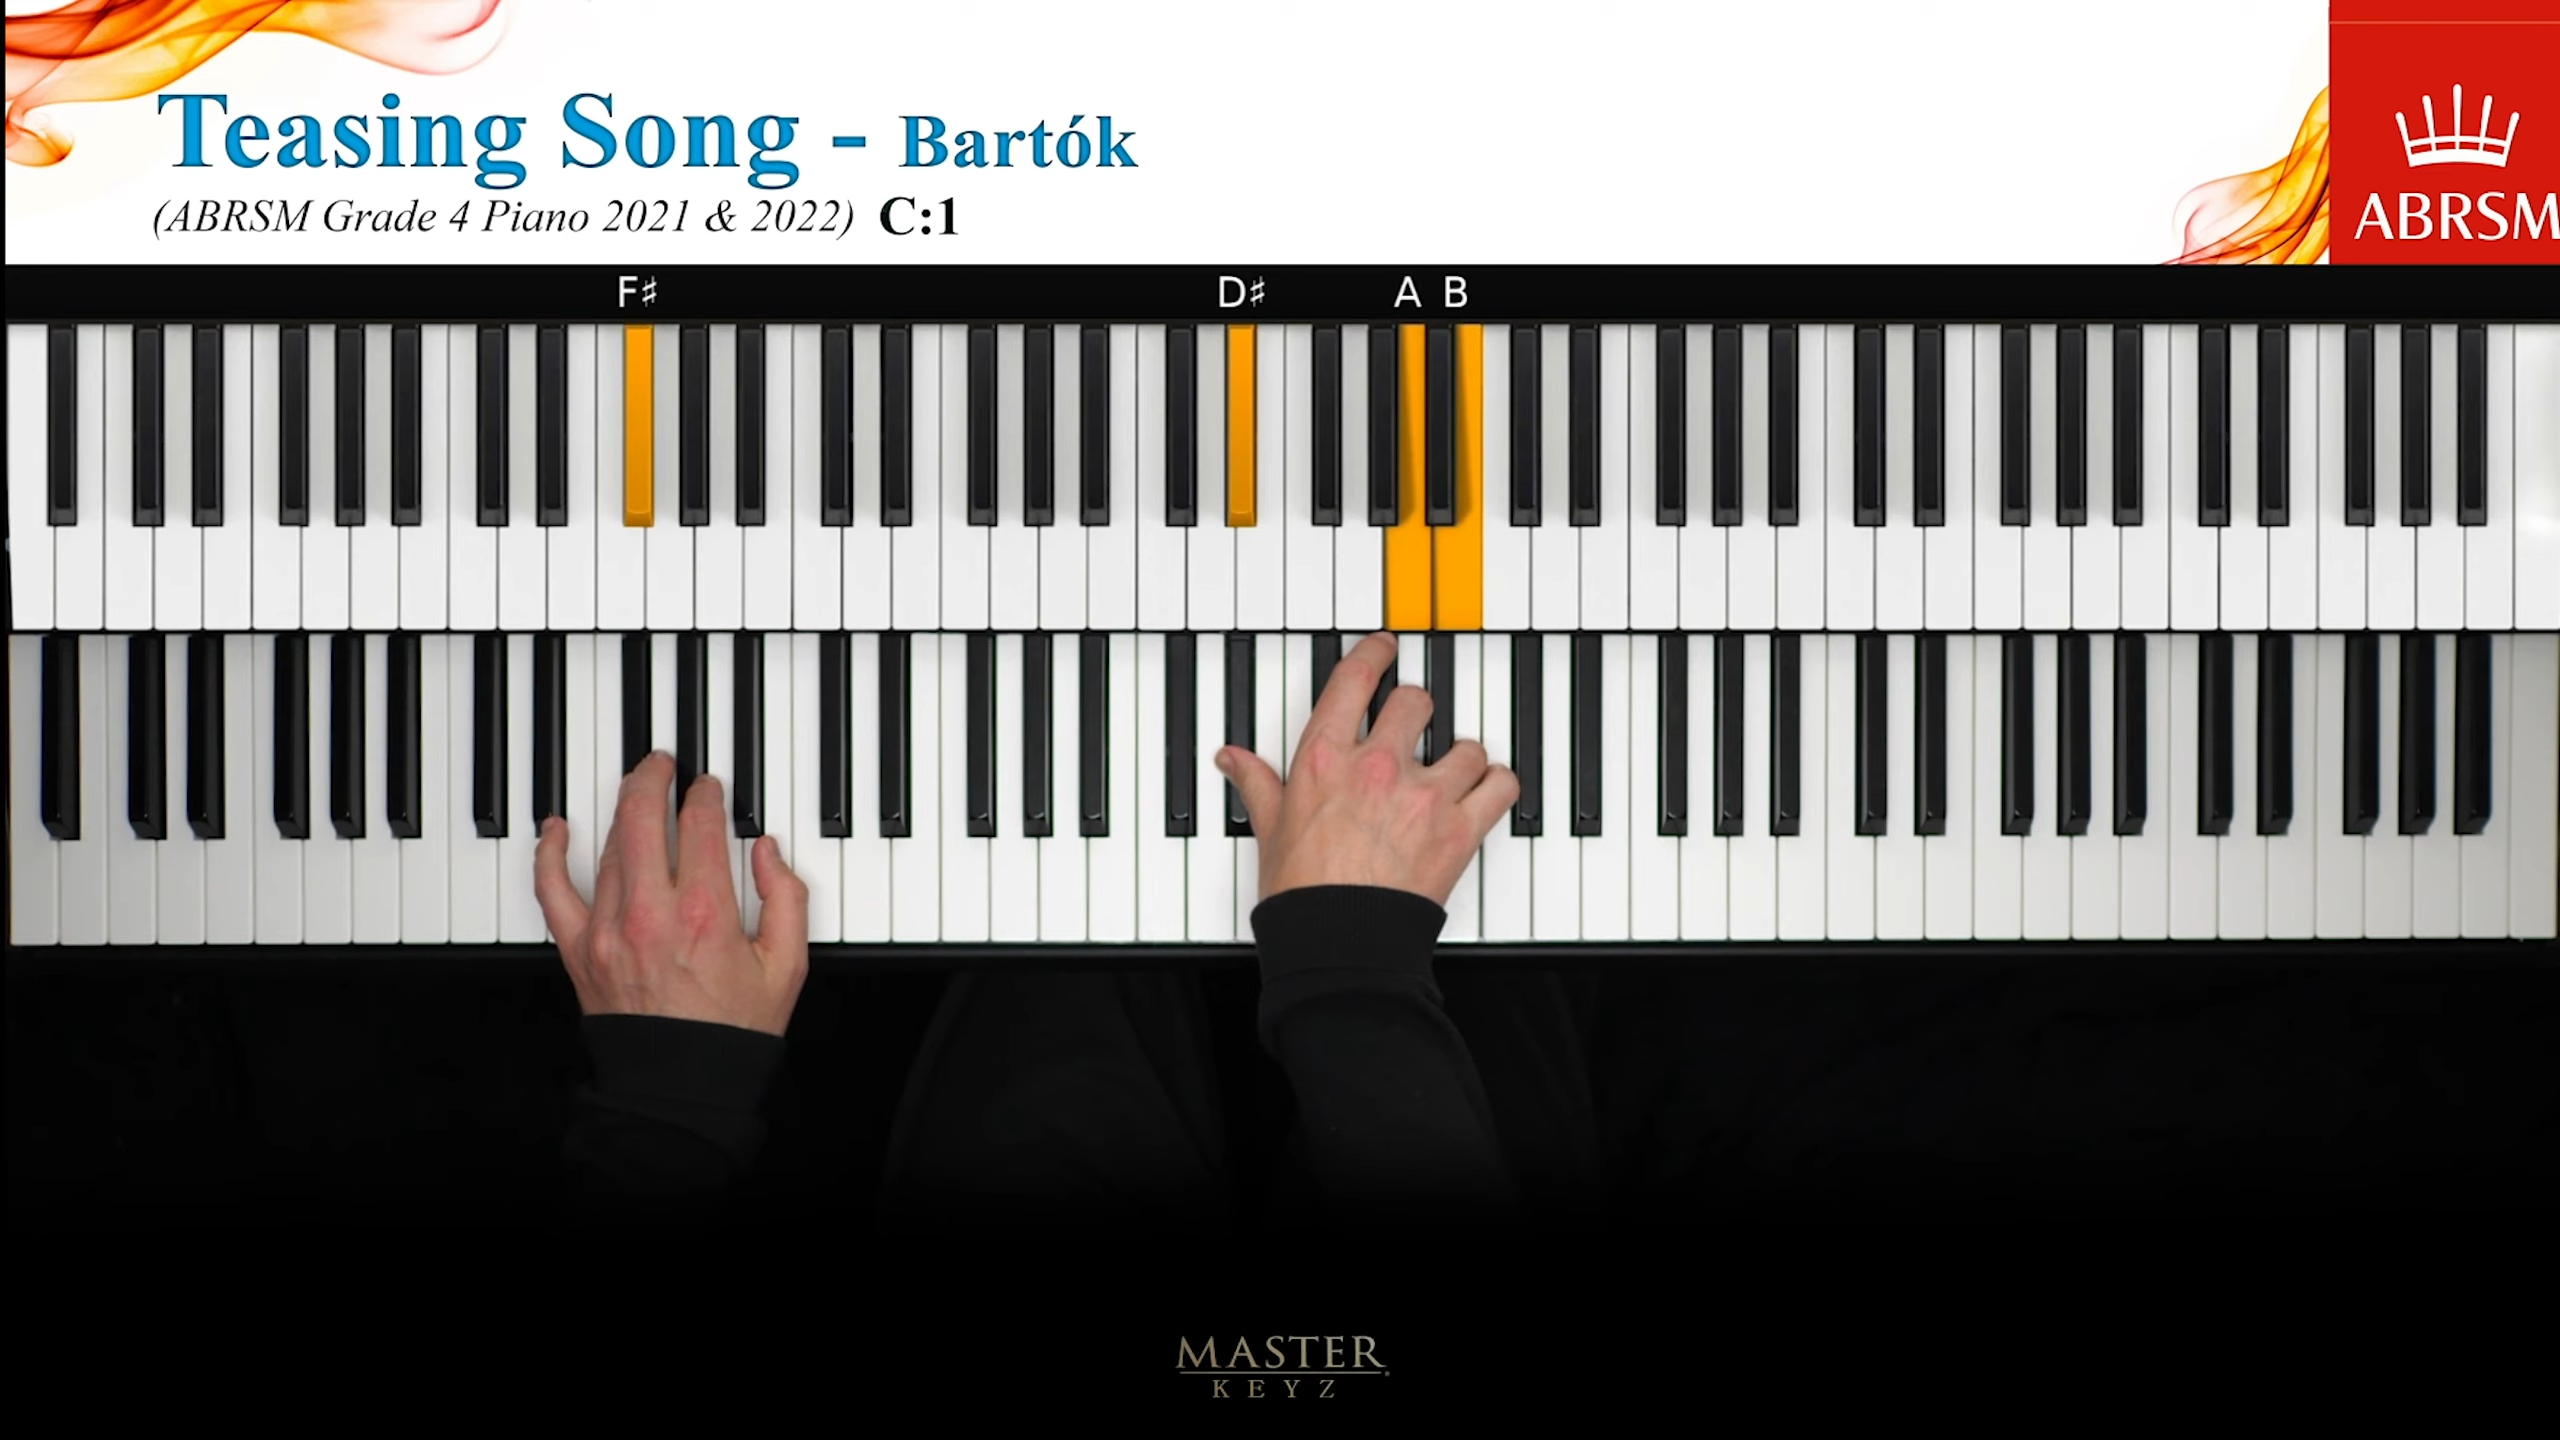 Teasing Song - Bartók
(ABRSM Grade 4 Piano 2021 & 2022) C:1
ABRSM
F♯ D♯ A B
MASTER
KEYZ